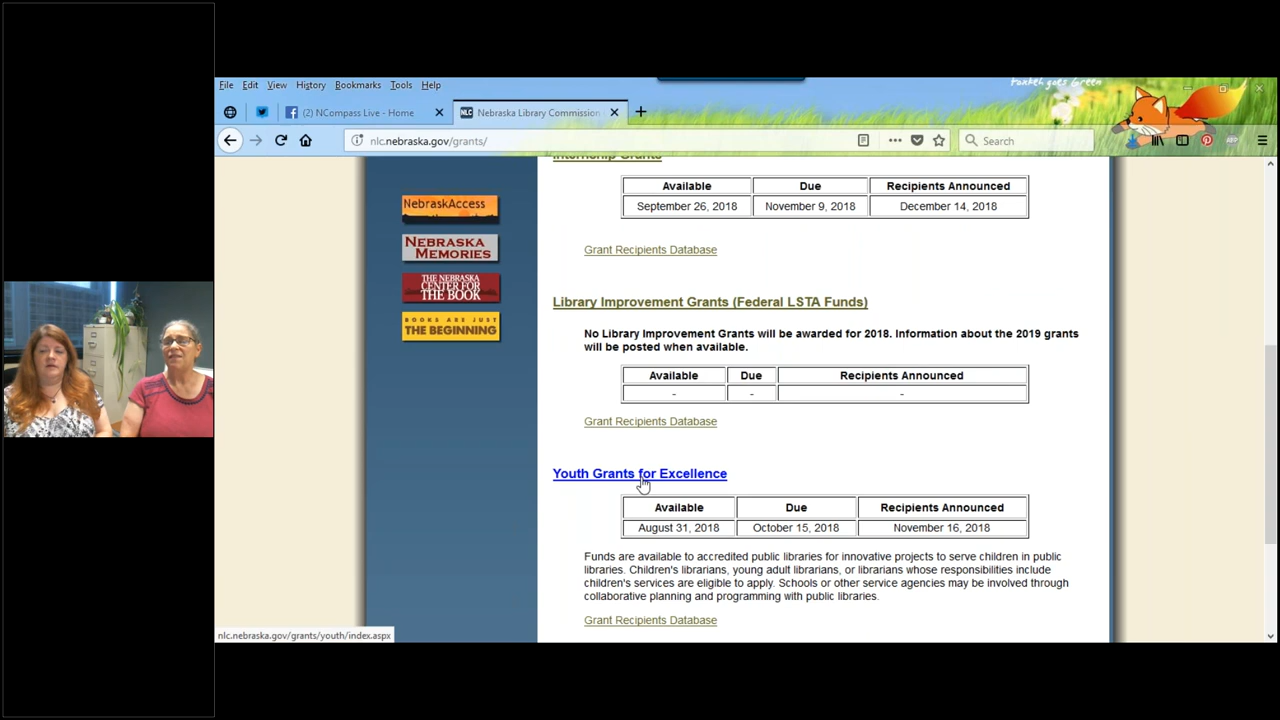 Foxkeh goes Green
File Edit View History Bookmarks Tools Help
(2) NCompass Live - Home
Nebraska Library Commission
nlc.nebraska.gov/grants/
Search
Internship Grants
Available Due Recipients Announced
September 26, 2018 November 9, 2018 December 14, 2018
Grant Recipients Database
NebraskAccess
NEBRASKA
MEMORIES
THE NEBRASKA
CENTER FOR
THE BOOK
BOOKS ARE JUST
THE BEGINNING
Library Improvement Grants (Federal LSTA Funds)
No Library Improvement Grants will be awarded for 2018. Information about the 2019 grants
will be posted when available.
Available Due Recipients Announced
- - -
Grant Recipients Database
Youth Grants for Excellence
Available Due Recipients Announced
August 31, 2018 October 15, 2018 November 16, 2018
Funds are available to accredited public libraries for innovative projects to serve children in public
libraries. Children's librarians, young adult librarians, or librarians whose responsibilities include
children's services are eligible to apply. Schools or other service agencies may be involved through
collaborative planning and programming with public libraries.
Grant Recipients Database
nlc.nebraska.gov/grants/youth/index.aspx